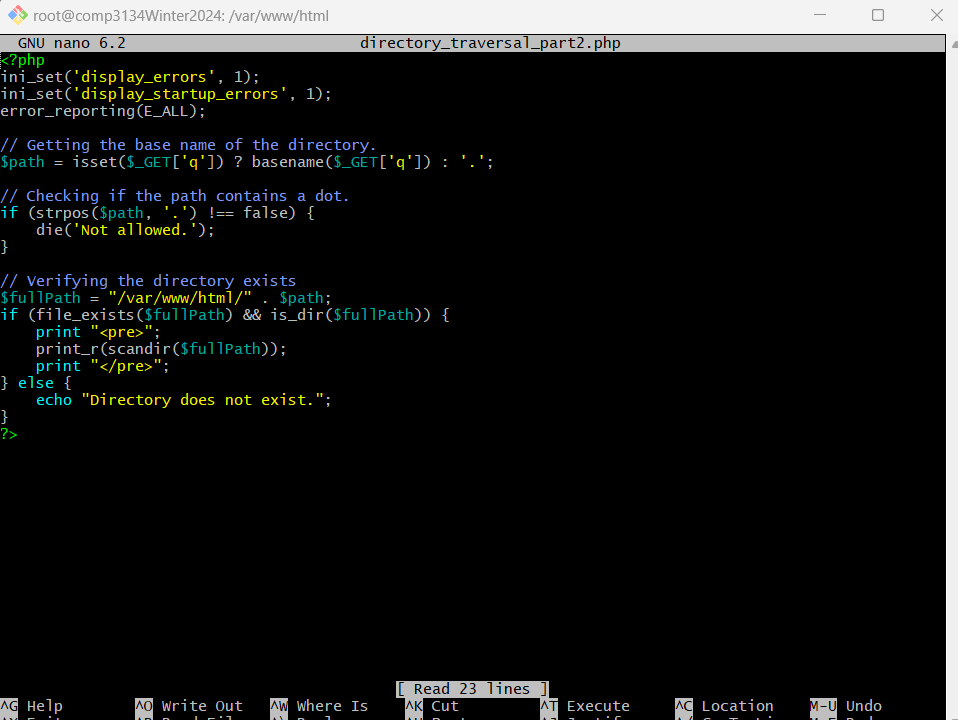 root@comp3134Winter2024: /var/www/html
GNU nano 6.2 directory_traversal_part2.php
<?php
ini_set('display_errors', 1);
ini_set('display_startup_errors', 1);
error_reporting(E_ALL);

// Getting the base name of the directory.
$path = isset($_GET['q']) ? basename($_GET['q']) : '.';

// Checking if the path contains a dot.
if (strpos($path, '.') !== false) {
    die('Not allowed.');
}

// Verifying the directory exists
$fullPath = "/var/www/html/" . $path;
if (file_exists($fullPath) && is_dir($fullPath)) {
    print "<pre>";
    print_r(scandir($fullPath));
    print "</pre>";
} else {
    echo "Directory does not exist.";
}
?>
[ Read 23 lines ]
^G Help ^O Write Out ^W Where Is ^K Cut ^T Execute ^C Location M-U Undo